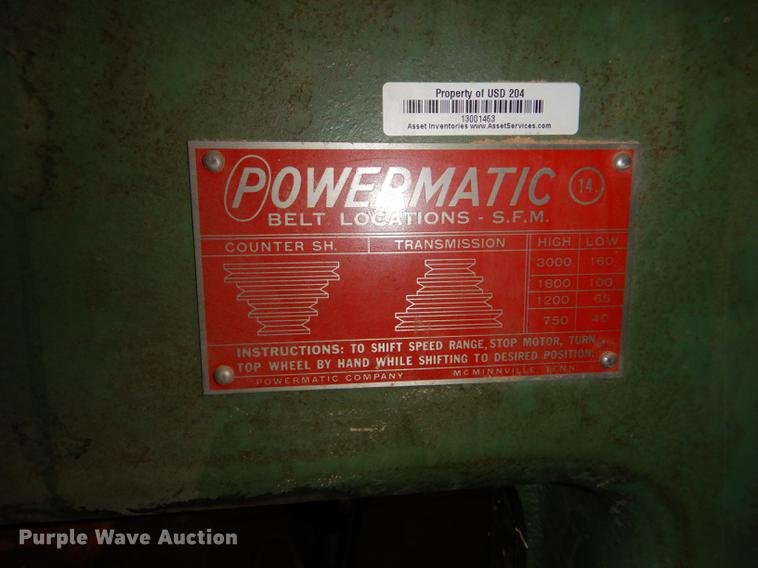 Property of USD 204
13001463
Asset Inventories www.AssetServices.com
POWERMATIC 14
BELT LOCATIONS - S.F.M.
COUNTER SH. TRANSMISSION HIGH LOW
3000 160
1800 100
1200 65
750 40
INSTRUCTIONS: TO SHIFT SPEED RANGE, STOP MOTOR, TURN
TOP WHEEL BY HAND WHILE SHIFTING TO DESIRED POSITION.
POWERMATIC COMPANY MCMINNVILLE, TENN.
Purple Wave Auction